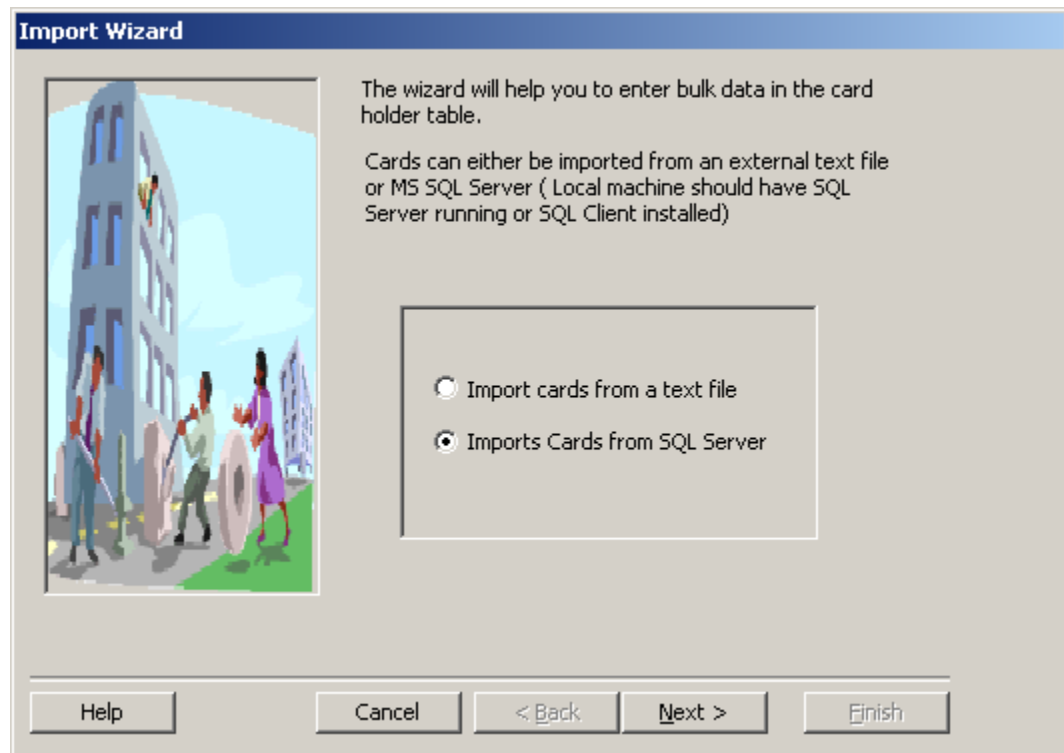 Import Wizard
The wizard will help you to enter bulk data in the card
holder table.
Cards can either be imported from an external text file
or MS SQL Server ( Local machine should have SQL
Server running or SQL Client installed)
Import cards from a text file
Imports Cards from SQL Server
Help
Cancel
< Back
Next >
Finish